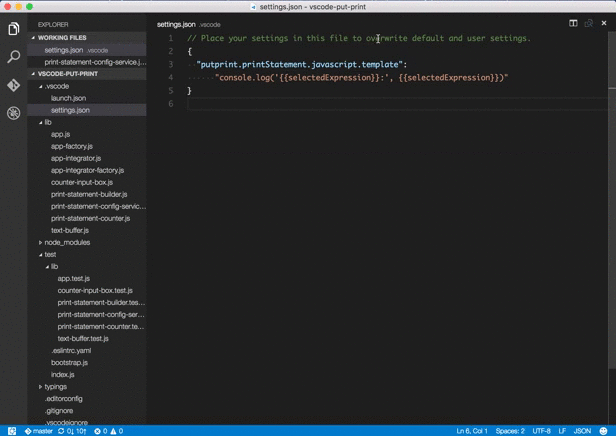 settings.json - vscode-put-print
EXPLORER
WORKING FILES
settings.json .vscode
print-statement-config-service.j...
VSCODE-PUT-PRINT
.vscode
launch.json
settings.json
lib
app.js
app-factory.js
app-integrator.js
app-integrator-factory.js
counter-input-box.js
print-statement-builder.js
print-statement-config-servic...
print-statement-counter.js
text-buffer.js
node_modules
test
lib
app.test.js
counter-input-box.test.js
print-statement-builder.tes...
print-statement-config-ser...
print-statement-counter.te...
text-buffer.test.js
.eslintrc.yaml
bootstrap.js
index.js
typings
.editorconfig
.gitignore
.vscodeignore
settings.json .vscode
1 // Place your settings in this file to overwrite default and user settings.
2 {
3 "putprint.printStatement.javascript.template":
4 "console.log('{{selectedExpression}}:', {{selectedExpression}})"
5 }
6
master 0↓ 10↑ 0 0 Ln 6, Col 1 Spaces: 2 UTF-8 LF JSON